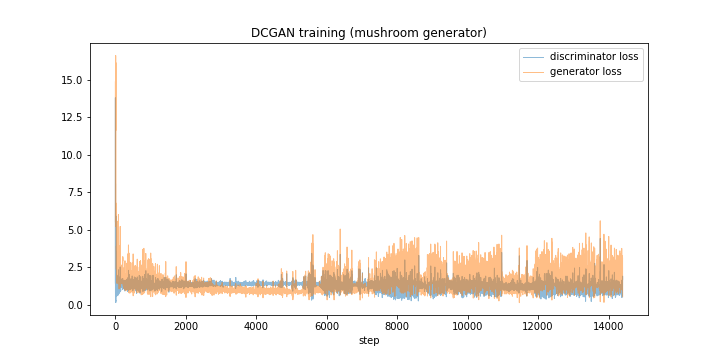 DCGAN training (mushroom generator)
discriminator loss
generator loss
15.0
12.5
10.0
7.5
5.0
2.5
0.0
0 2000 4000 6000 8000 10000 12000 14000
step